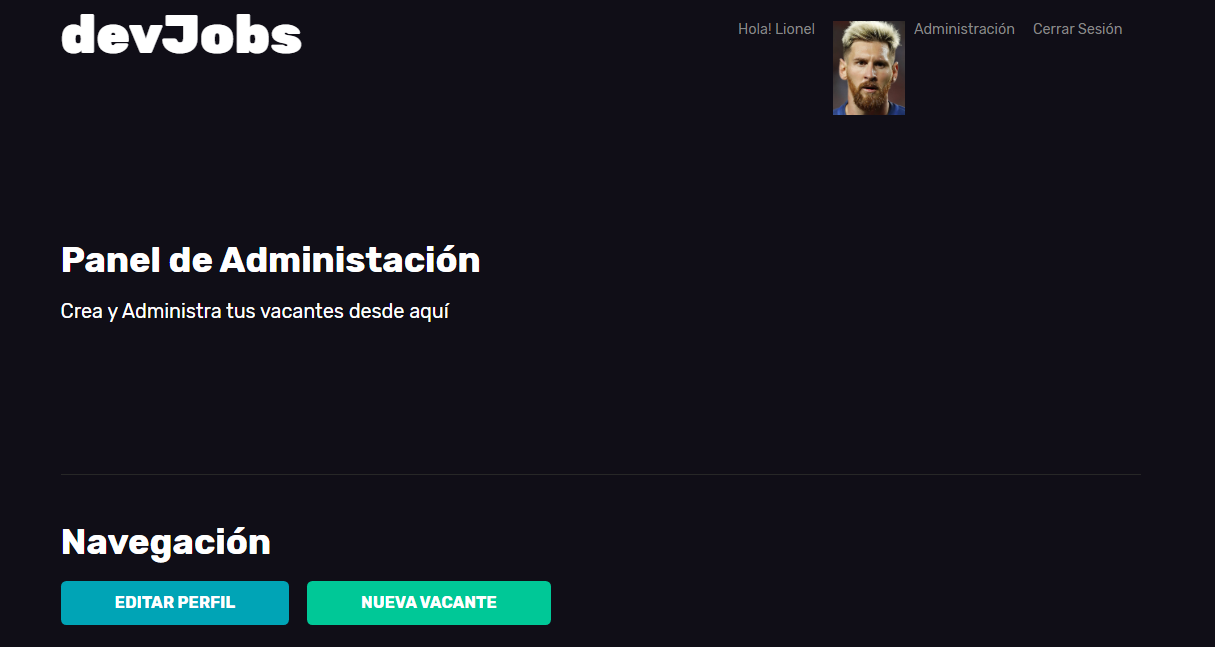 devJobs
Hola! Lionel Administración Cerrar Sesión
Panel de Administación
Crea y Administra tus vacantes desde aquí
Navegación
EDITAR PERFIL NUEVA VACANTE